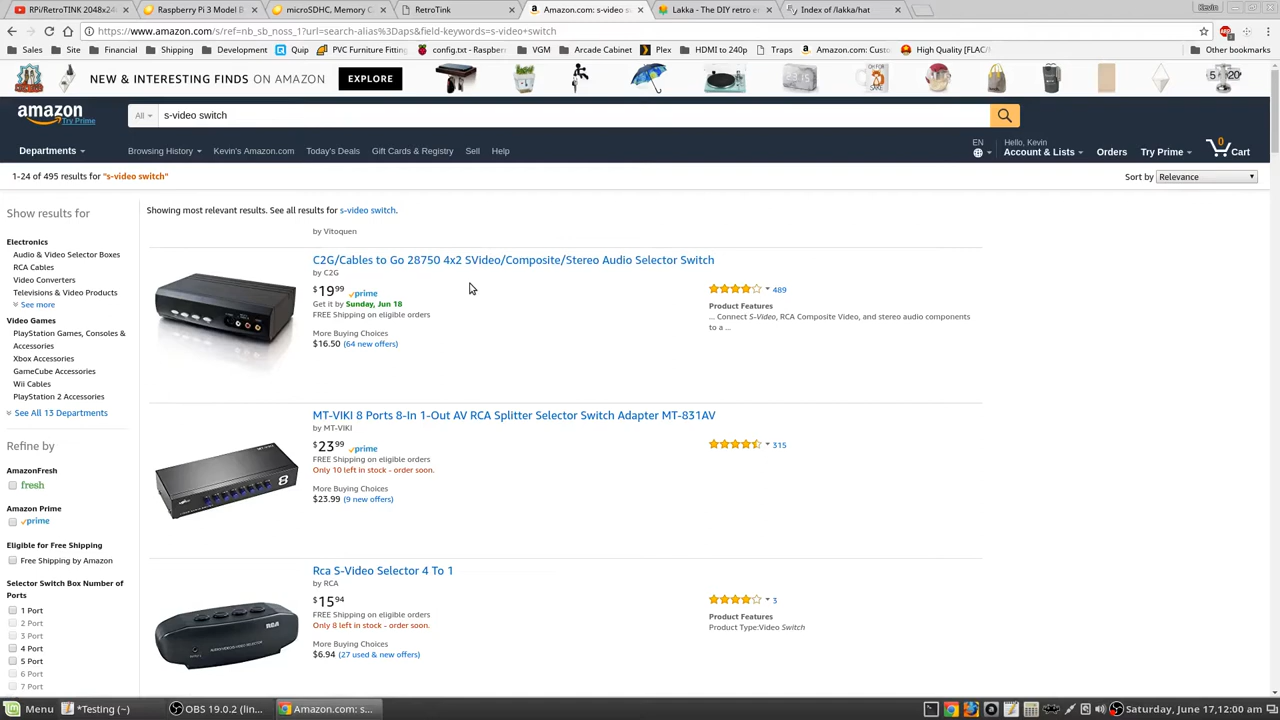 RPi/RetroTINK 2048x24
Raspberry Pi 3 Model B
microSDHC, Memory C
RetroTink
Amazon.com: s-video s
Lakka - The DIY retro e
Index of /lakka/hat
Kevin
https://www.amazon.com/s/ref=nb_sb_noss_1?url=search-alias%3Daps&field-keywords=s-video+switch
Sales Site Financial Shipping Development Guitar PVC Furniture Fitting config.txt - Raspberr VGM Arcade Cabinet Plex HDMI to 240p Traps Amazon.com: Custo High Quality [FLAC/ Other bookmarks
NEW & INTERESTING FINDS ON AMAZON EXPLORE
amazon
Try Prime
All s-video switch
Departments Browsing History Kevin's Amazon.com Today's Deals Gift Cards & Registry Sell Help
EN
Hello, Kevin
Account & Lists Orders Try Prime 0 Cart
1-24 of 495 results for "s-video switch"
Sort by Relevance
Show results for
Electronics
Audio & Video Selector Boxes
RCA Cables
Video Converters
Televisions & Video Products
See more
Video Games
PlayStation Games, Consoles &
Accessories
Xbox Accessories
GameCube Accessories
Wii Cables
PlayStation 2 Accessories
See All 13 Departments
Refine by
AmazonFresh
fresh
Amazon Prime
prime
Eligible for Free Shipping
Free Shipping by Amazon
Selector Switch Box Number of
Ports
1 Port
2 Port
3 Port
4 Port
5 Port
6 Port
7 Port
Showing most relevant results. See all results for s-video switch.
by Vitoquen
C2G/Cables to Go 28750 4x2 SVideo/Composite/Stereo Audio Selector Switch
by C2G
$19 99 prime
Get it by Sunday, Jun 18
FREE Shipping on eligible orders
More Buying Choices
$16.50 (64 new offers)
489
Product Features
... Connect S-Video, RCA Composite Video, and stereo audio components
to a ...
MT-VIKI 8 Ports 8-In 1-Out AV RCA Splitter Selector Switch Adapter MT-831AV
by MT-VIKI
$23 99 prime
FREE Shipping on eligible orders
Only 10 left in stock - order soon.
More Buying Choices
$23.99 (9 new offers)
315
8
Rca S-Video Selector 4 To 1
by RCA
$15 94
FREE Shipping on eligible orders
Only 8 left in stock - order soon.
More Buying Choices
$6.94 (27 used & new offers)
3
Product Features
Product Type:Video Switch
RCA
Menu *Testing (~) OBS 19.0.2 (lin... Amazon.com: s... Saturday, June 17,12:00 am